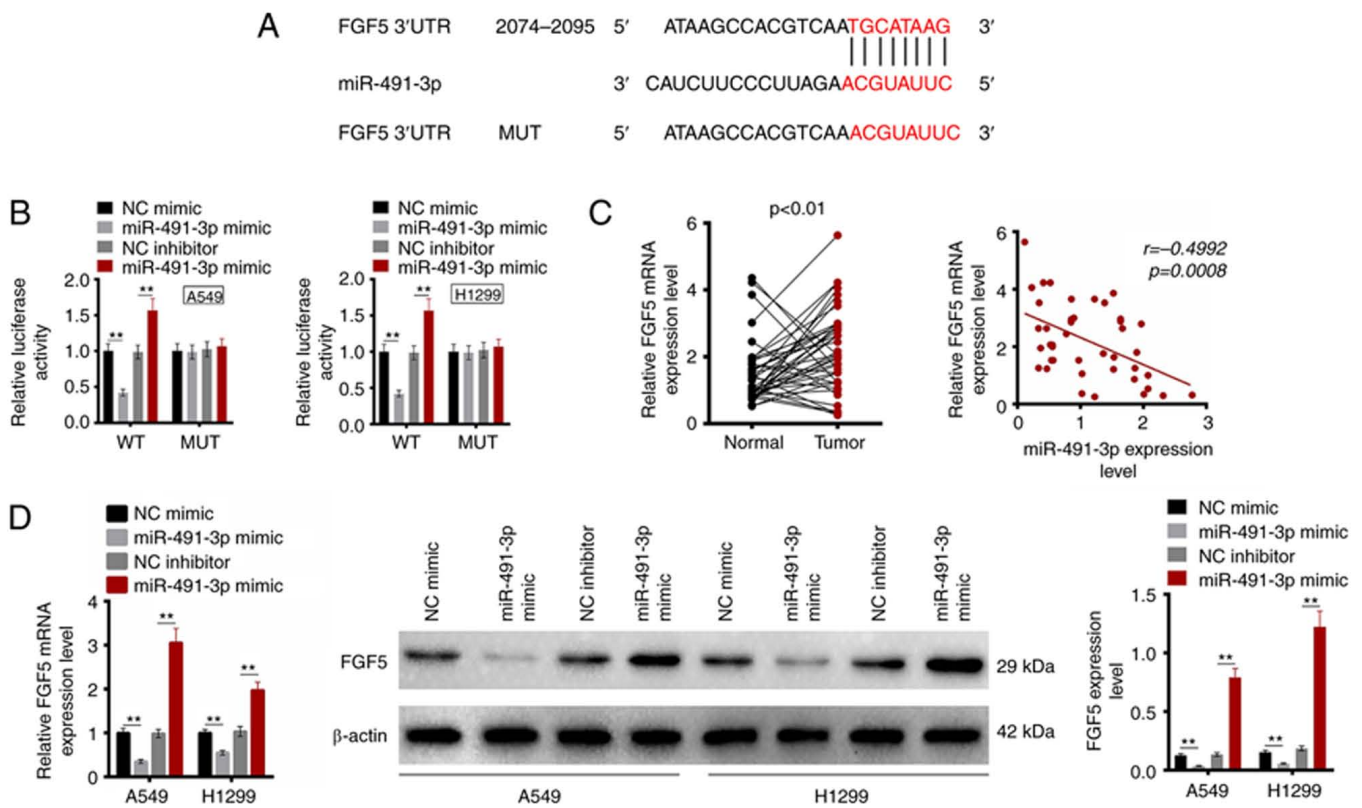 A
FGF5 3′UTR 2074–2095 5′ ATAAGCCACGTCAATGCATAAG 3′
miR-491-3p 3′ CAUCUUCCCUUAGAACGUAUUC 5′
FGF5 3′UTR MUT 5′ ATAAGCCACGTCAAACGUAUUC 3′
B
NC mimic
miR-491-3p mimic
NC inhibitor
miR-491-3p mimic
Relative luciferase
activity
2.0
1.5
1.0
0.5
0.0
**
**
A549
WT MUT
NC mimic
miR-491-3p mimic
NC inhibitor
miR-491-3p mimic
Relative luciferase
activity
2.0
1.5
1.0
0.5
0.0
**
**
H1299
WT MUT
C
p<0.01
Relative FGF5 mRNA
expression level
6
4
2
0
Normal Tumor
Relative FGF5 mRNA
expression level
6
4
2
0
r=−0.4992
p=0.0008
0 1 2 3
miR-491-3p expression
level
D
NC mimic
miR-491-3p mimic
NC inhibitor
miR-491-3p mimic
Relative FGF5 mRNA
expression level
4
3
2
1
0
**
**
**
**
A549 H1299
NC mimic
miR-491-3p
mimic
NC inhibitor
miR-491-3p
mimic
NC mimic
miR-491-3p
mimic
NC inhibitor
miR-491-3p
mimic
FGF5 29 kDa
β-actin 42 kDa
A549 H1299
NC mimic
miR-491-3p mimic
NC inhibitor
miR-491-3p mimic
FGF5 expression
level
1.5
1.0
0.5
0.0
**
**
**
**
A549 H1299